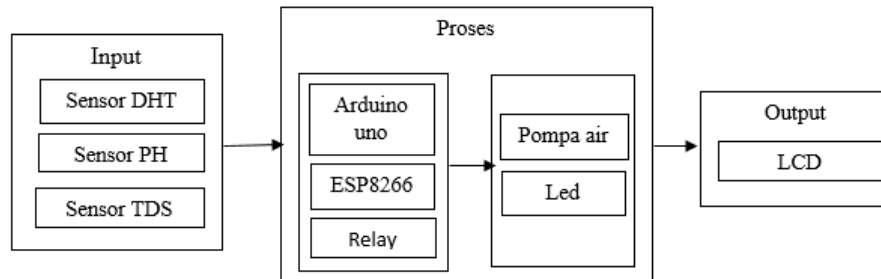 Input
Sensor DHT
Sensor PH
Sensor TDS
Proses
Arduino
uno
ESP8266
Relay
Pompa air
Led
Output
LCD